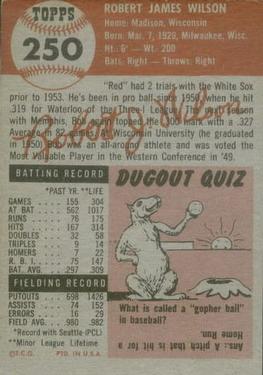 TOPPS
250
ROBERT JAMES WILSON
Home: Madison, Wisconsin
Born: Mar. 7, 1929, Milwaukee, Wisc.
Ht.: 6' - Wt.: 200
Bats: Right - Throws: Right
"Red" had 2 trials with the White Sox
prior to 1953. He's been in pro ball since 1950 when he
hit .319 for Waterloo of the Three-I League. The next season
with Memphis, Bob the .300 mark with a .327
Average in At Wisconsin University (he graduated
in 1950) Bob was an all-around athlete and was voted the
Most Valuable Player in the Western Conference in '49.
Bobby Wilson
BATTING RECORD
*PAST YR. **LIFE
GAMES 155 304
AT BAT 562 1017
RUNS 76 175
HITS 167 314
DOUBLES 32 58
TRIPLES 9 14
HOMERS 7 22
R. B. I. 75 147
BAT. AVG. .297 .309
FIELDING RECORD
PUTOUTS 698 1426
ASSISTS 74 152
ERRORS 16 29
FIELD AVG. .980 .982
*Record with Seattle (PCL)
**Minor League Lifetime
©T.C.G. PTD. IN U.S.A.
DUGOUT QUIZ
What is called a "gopher ball"
in baseball?
Ans.: A pitch that is hit for a
Home Run